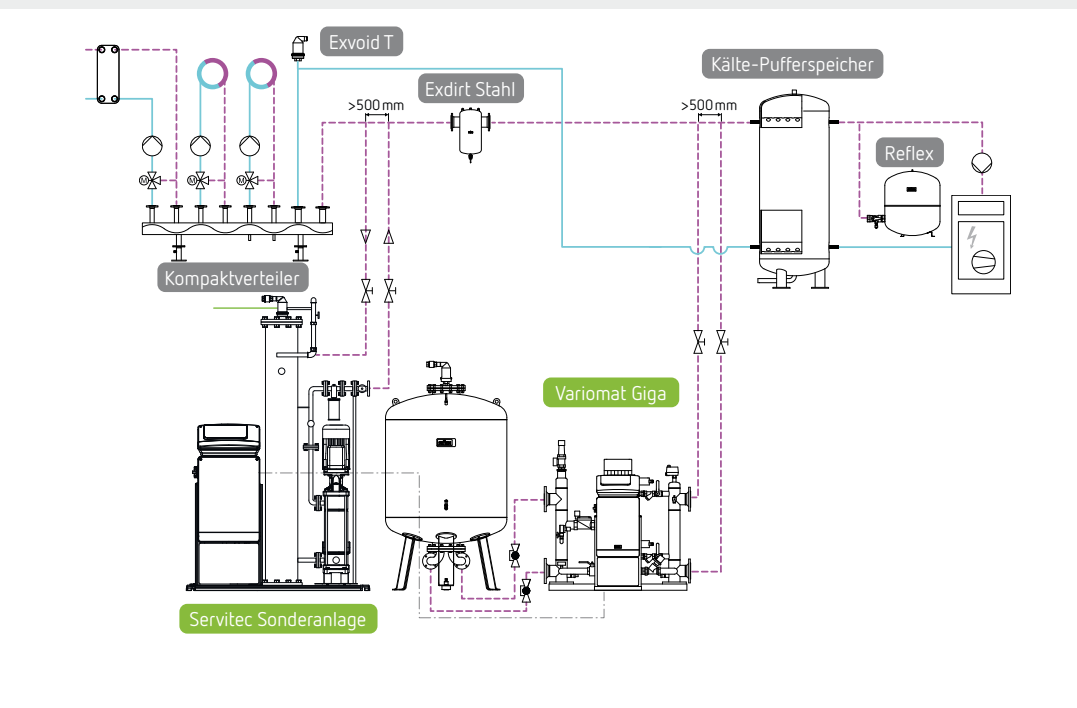 Exvoid T
Kälte-Pufferspeicher
Exdirt Stahl
>500 mm
>500 mm
Reflex
M
M
M
Kompaktverteiler
Variomat Giga
Servitec Sonderanlage